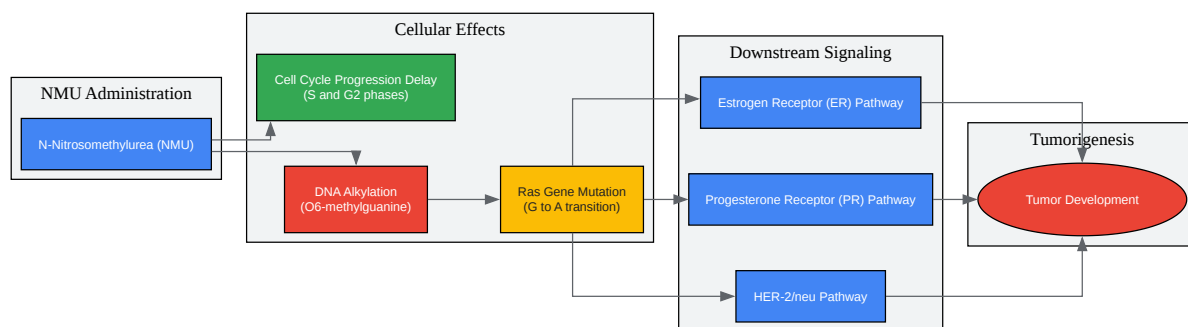 NMU Administration
N-Nitrosomethylurea (NMU)
Cellular Effects
Cell Cycle Progression Delay
(S and G2 phases)
DNA Alkylation
(O6-methylguanine)
Ras Gene Mutation
(G to A transition)
Downstream Signaling
Estrogen Receptor (ER) Pathway
Progesterone Receptor (PR) Pathway
HER-2/neu Pathway
Tumorigenesis
Tumor Development